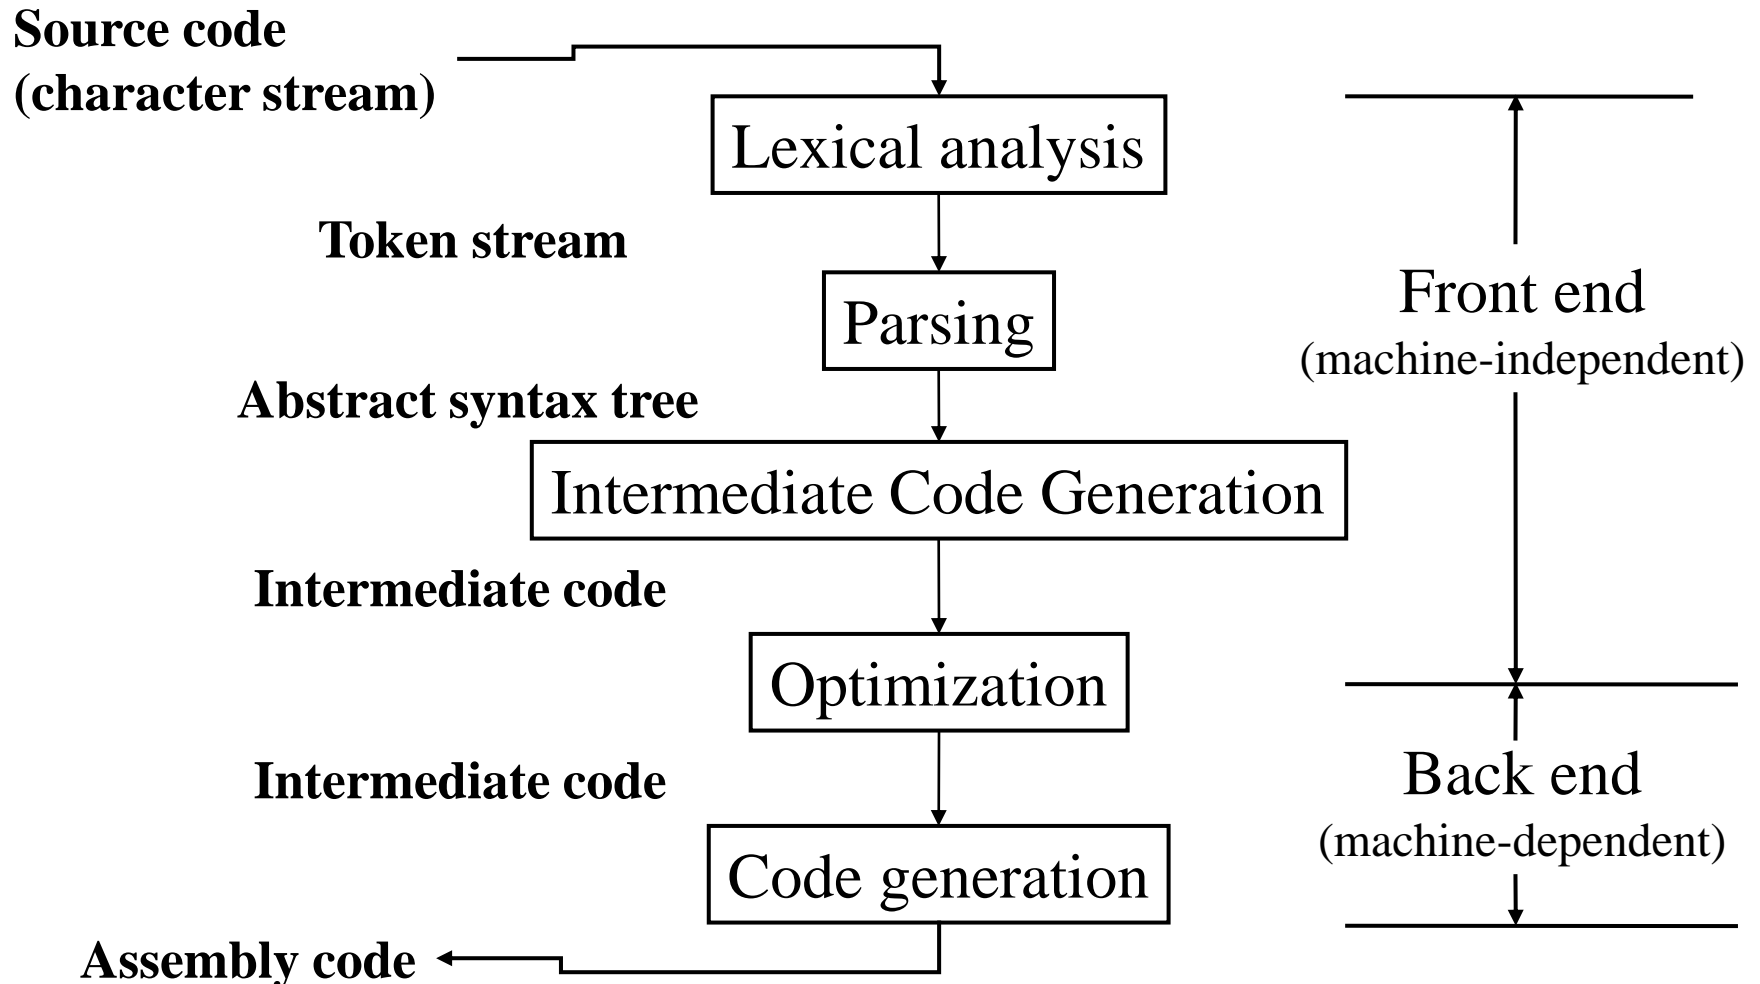 Source code
(character stream)
Lexical analysis
Token stream
Parsing
Abstract syntax tree
Intermediate Code Generation
Intermediate code
Optimization
Intermediate code
Code generation
Assembly code
Front end
(machine-independent)
Back end
(machine-dependent)